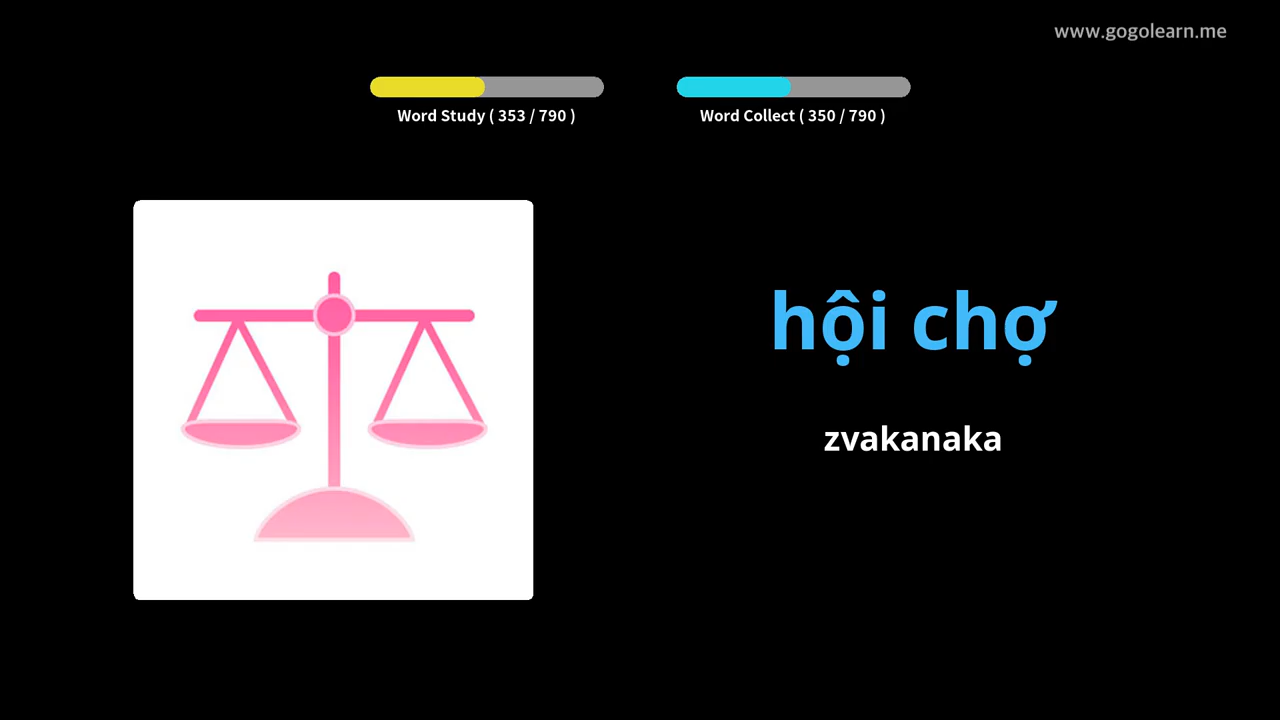 www.gogolearn.me
Word Study ( 353 / 790 )
Word Collect ( 350 / 790 )
hội chợ
zvakanaka